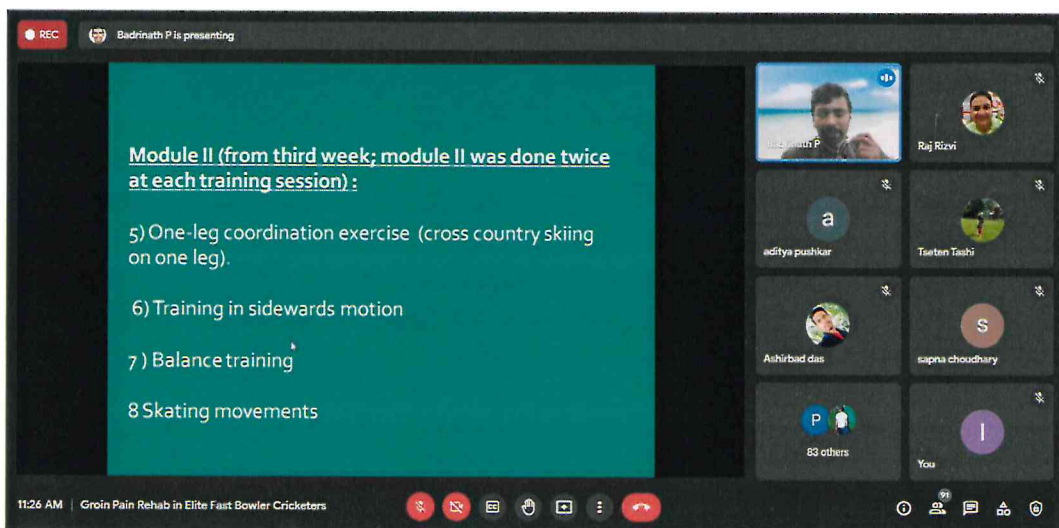 REC
Badrinath P is presenting
Module II (from third week; module II was done twice
at each training session) :
5) One-leg coordination exercise (cross country skiing
on one leg).
6) Training in sidewards motion
7 ) Balance training
8 Skating movements
Raj Rizvi
a
aditya pushkar
Tseten Tashi
Ashirbad das
S
sapna choudhary
P
83 others
I
You
11:26 AM | Groin Pain Rehab in Elite Fast Bowler Cricketers
CC
91